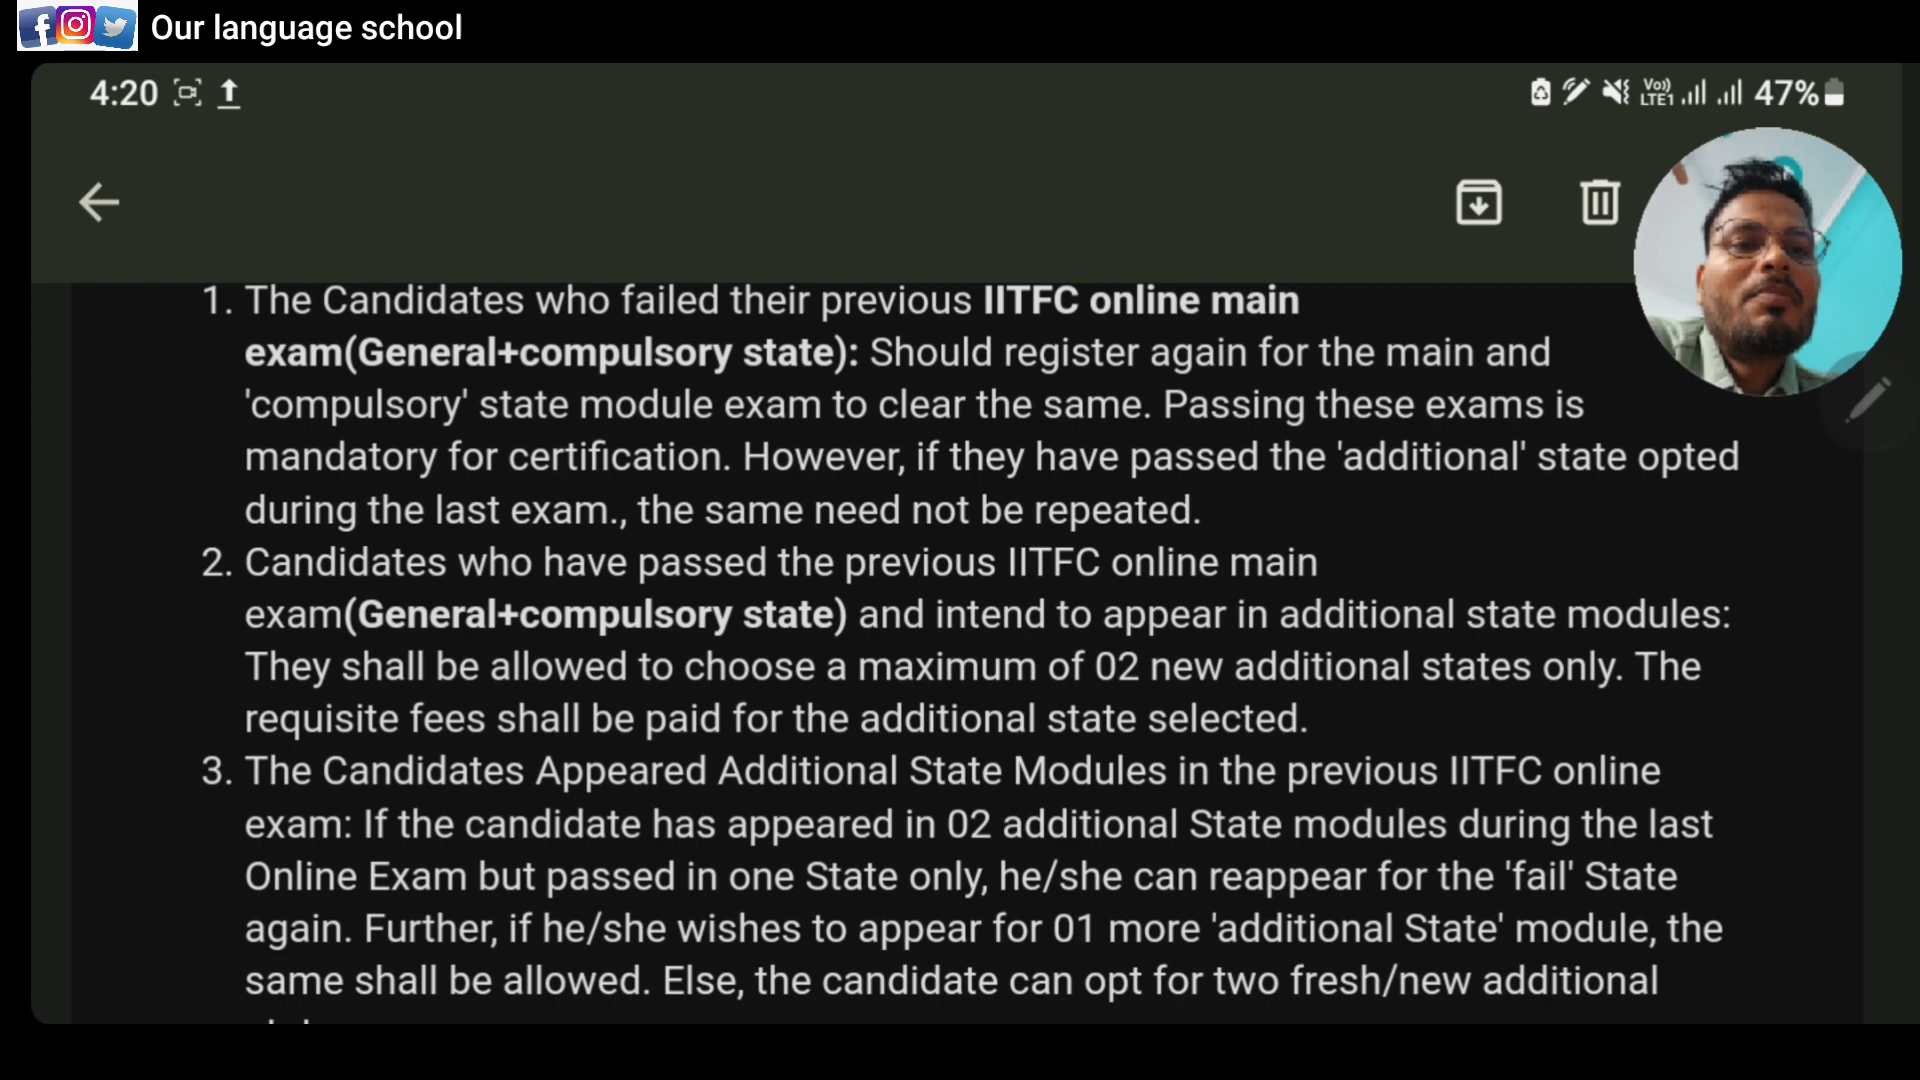 Our language school
4:20
Vo)) LTE1 47%
1. The Candidates who failed their previous IITFC online main
exam(General+compulsory state): Should register again for the main and
'compulsory' state module exam to clear the same. Passing these exams is
mandatory for certification. However, if they have passed the 'additional' state opted
during the last exam., the same need not be repeated.
2. Candidates who have passed the previous IITFC online main
exam(General+compulsory state) and intend to appear in additional state modules:
They shall be allowed to choose a maximum of 02 new additional states only. The
requisite fees shall be paid for the additional state selected.
3. The Candidates Appeared Additional State Modules in the previous IITFC online
exam: If the candidate has appeared in 02 additional State modules during the last
Online Exam but passed in one State only, he/she can reappear for the 'fail' State
again. Further, if he/she wishes to appear for 01 more 'additional State' module, the
same shall be allowed. Else, the candidate can opt for two fresh/new additional